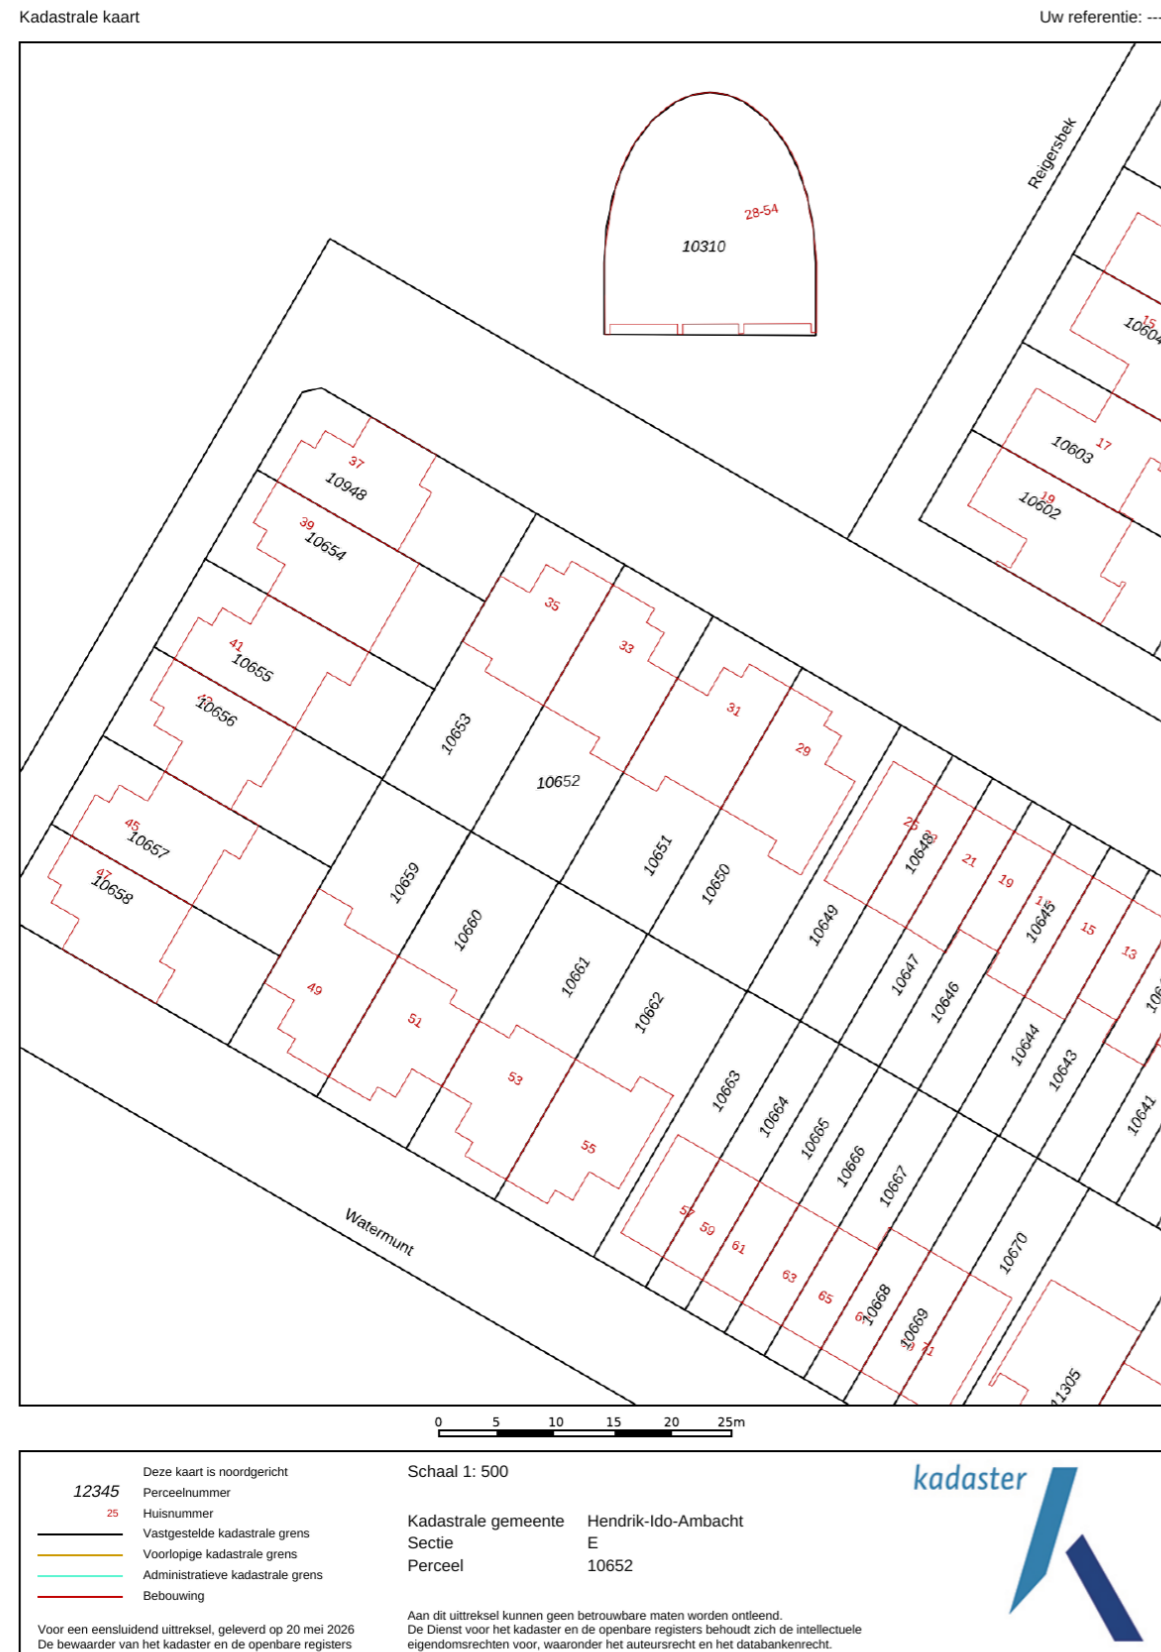 Kadastrale kaart
Uw referentie: ---
Reigersbek
28-54
10310
15
10604
17
10603
19
10602
37
10948
39
10654
35
33
41
10655
31
10656
29
10653
10652
45
10657
25
10648
21
47
10658
10659
10651
10650
19
10645
15
13
10660
10649
10647
10661
10646
49
51
10662
10644
10643
53
10663
10664
10665
10641
55
10666
10667
57
59
61
10670
Watermunt
63
65
10668
10669
71
11305
0 5 10 15 20 25m
Deze kaart is noordgericht
12345 Perceelnummer
25 Huisnummer
Vastgestelde kadastrale grens
Voorlopige kadastrale grens
Administratieve kadastrale grens
Bebouwing
Voor een eensluidend uittreksel, geleverd op 20 mei 2026
De bewaarder van het kadaster en de openbare registers
Schaal 1: 500
Kadastrale gemeente Hendrik-Ido-Ambacht
Sectie E
Perceel 10652
Aan dit uittreksel kunnen geen betrouwbare maten worden ontleend.
De Dienst voor het kadaster en de openbare registers behoudt zich de intellectuele
eigendomsrechten voor, waaronder het auteursrecht en het databankenrecht.
kadaster